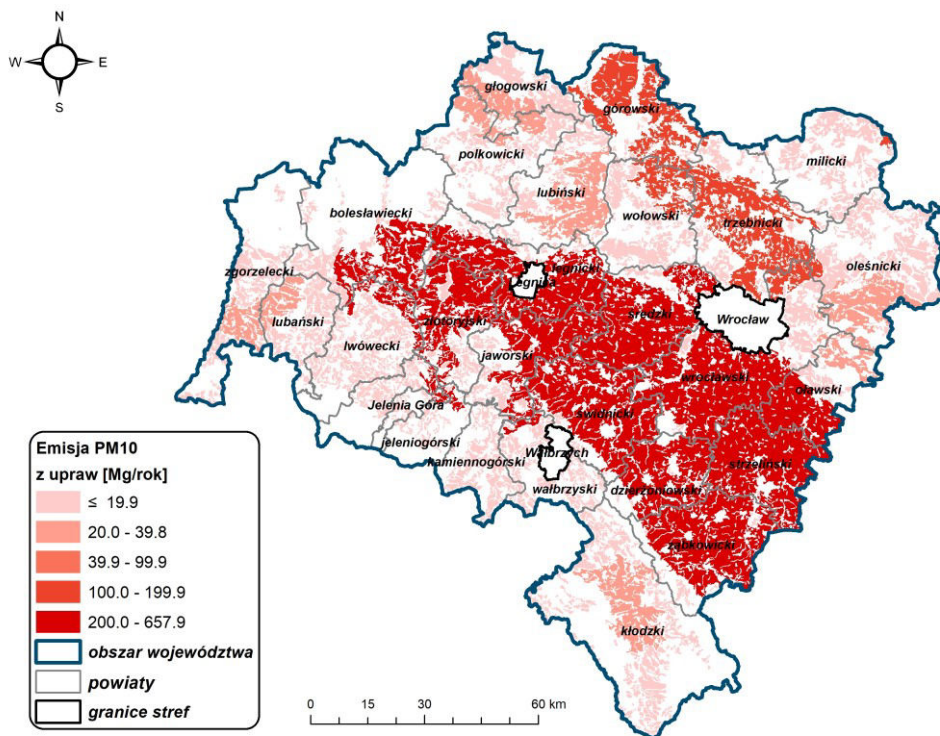 N
W E
S
głogowski
górowski
polkowicki
milicki
lubiński
wołowski
trzebnicki
bolesławiecki
oleśnicki
zgorzelecki
legnicki
Legnica
średzki
Wrocław
lubański
złotoryjski
lwówecki
jaworski
wrocławski
oławski
Jelenia Góra
świdnicki
jeleniogórski
Wałbrzych
kamiennogórski
strzeliński
wałbrzyski
dzierżoniowski
ząbkowicki
kłodzki
Emisja PM10
z upraw [Mg/rok]
≤ 19.9
20.0 - 39.8
39.9 - 99.9
100.0 - 199.9
200.0 - 657.9
obszar województwa
powiaty
granice stref
0 15 30 60 km